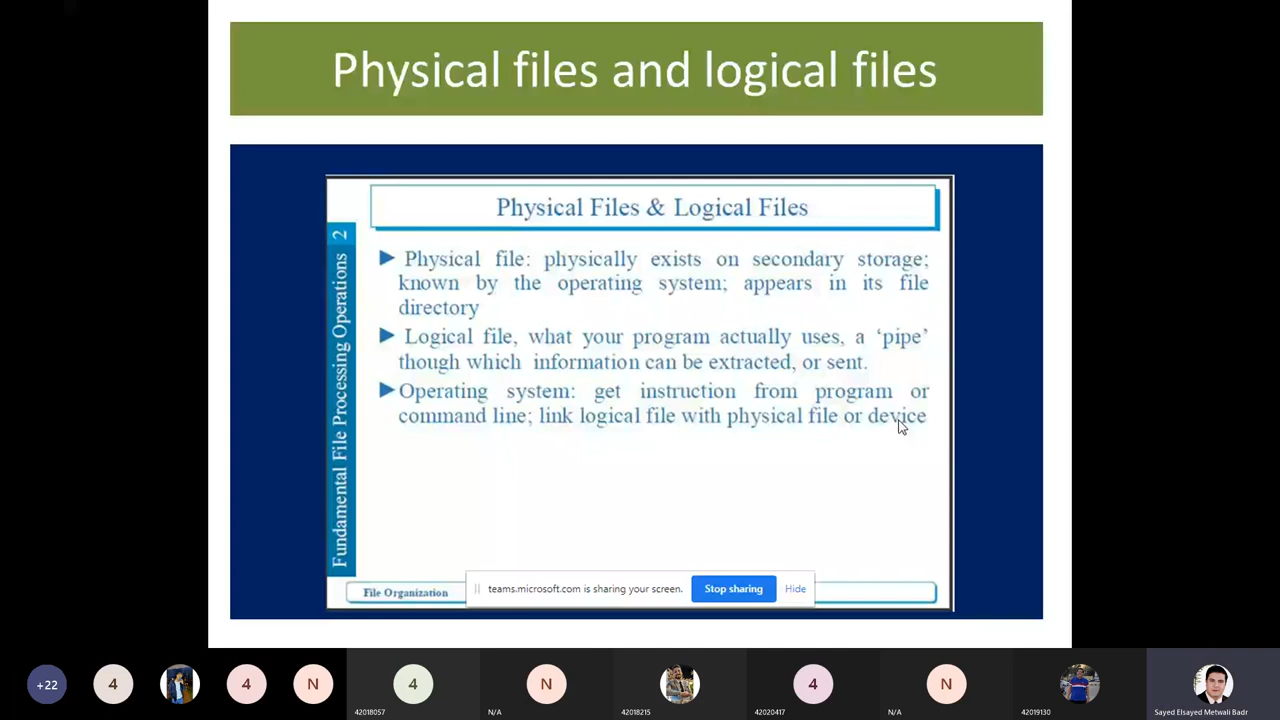 Physical files and logical files
Physical Files & Logical Files
Fundamental File Processing Operations 2
► Physical file: physically exists on secondary storage;
known by the operating system; appears in its file
directory
► Logical file, what your program actually uses, a ‘pipe’
though which information can be extracted, or sent.
►Operating system: get instruction from program or
command line; link logical file with physical file or device
File Organization
teams.microsoft.com is sharing your screen. Stop sharing Hide
+22 4 4 N 4 N 4 N
42018057 N/A 42018215 42020417 N/A 42019130 Sayed Elsayed Metwali Badr